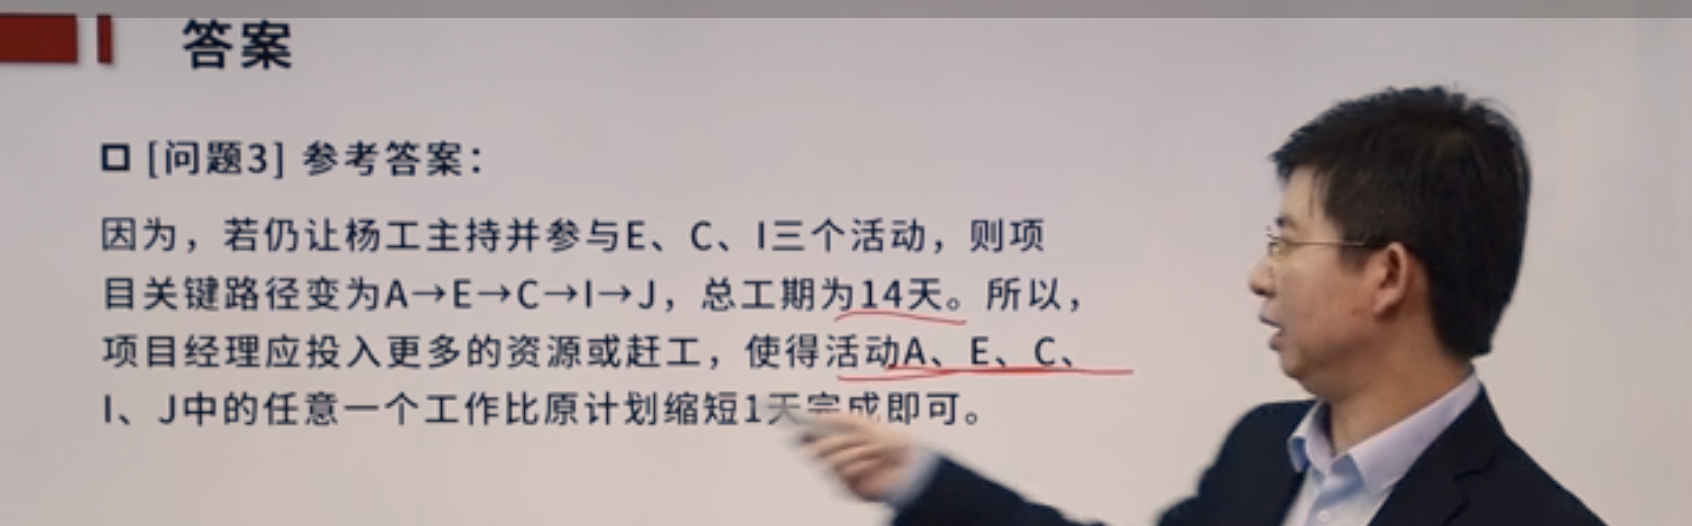 答案
口 [问题3] 参考答案：
因为，若仍让杨工主持并参与E、C、I三个活动，则项
目关键路径变为A→E→C→I→J，总工期为14天。所以，
项目经理应投入更多的资源或赶工，使得活动A、E、C、
I、J中的任意一个工作比原计划缩短1天完成即可。